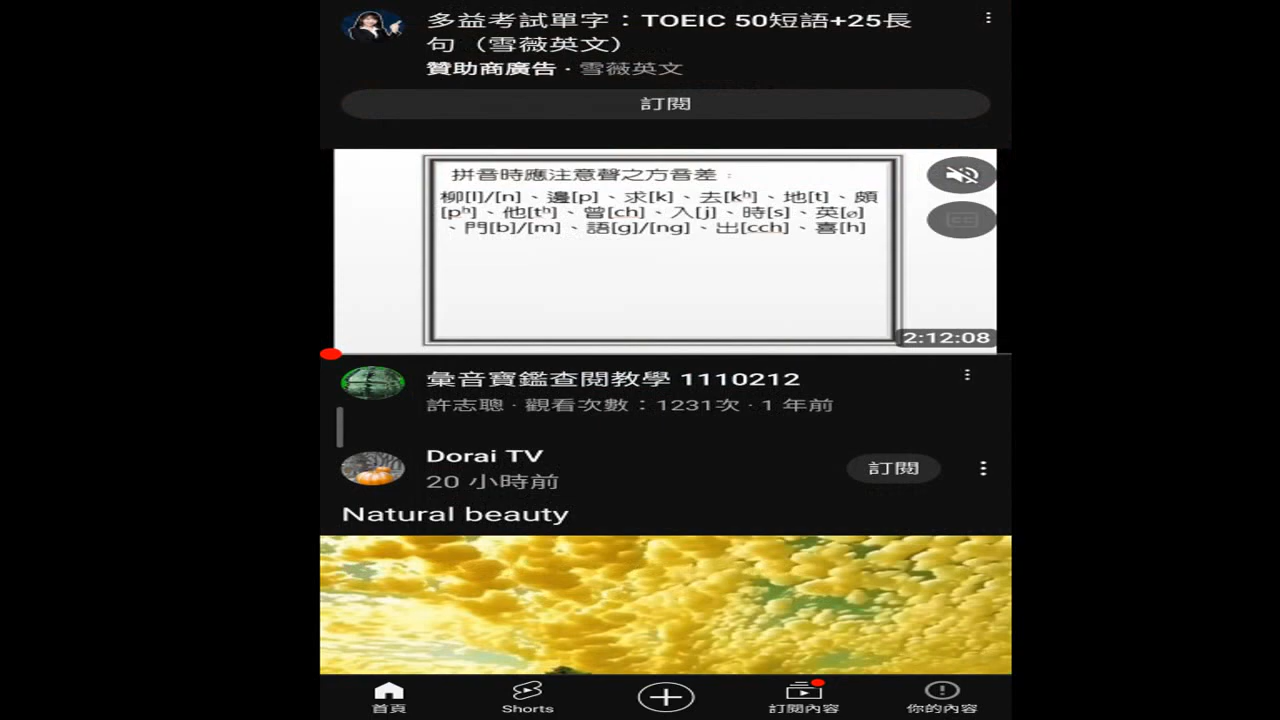 多益考試單字：TOEIC 50短語+25長
句（雪薇英文）
贊助商廣告 · 雪薇英文
訂閱
拼音時應注意聲之方音差：
柳[l]/[n]、邊[p]、求[k]、去[kʰ]、地[t]、頗
[pʰ]、他[tʰ]、曾[ch]、入[j]、時[s]、英[ø]
、門[b]/[m]、語[g]/[ng]、出[cch]、喜[h]
2:12:08
彙音寶鑑查閱教學 1110212
許志聰 · 觀看次數：1231次 · 1 年前
Dorai TV
訂閱
20 小時前
Natural beauty
首頁
Shorts
訂閱內容
你的內容